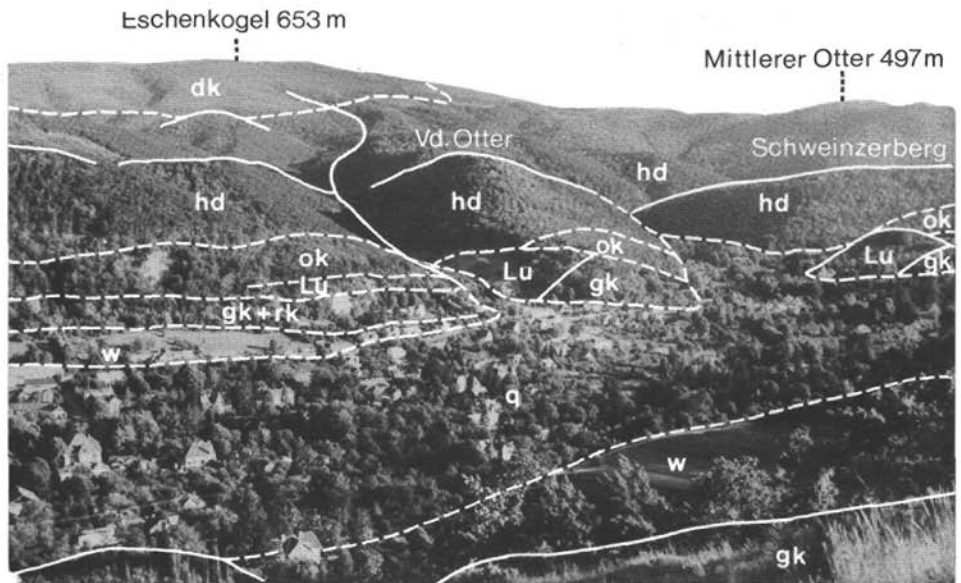 Eschenkogel 653 m
Mittlerer Otter 497m
dk
Vd. Otter
Schweinzerberg
hd
hd
hd
hd
ok
ok
ok
Lu
Lu
Lu
gk
gk
gk + rk
w
q
w
gk